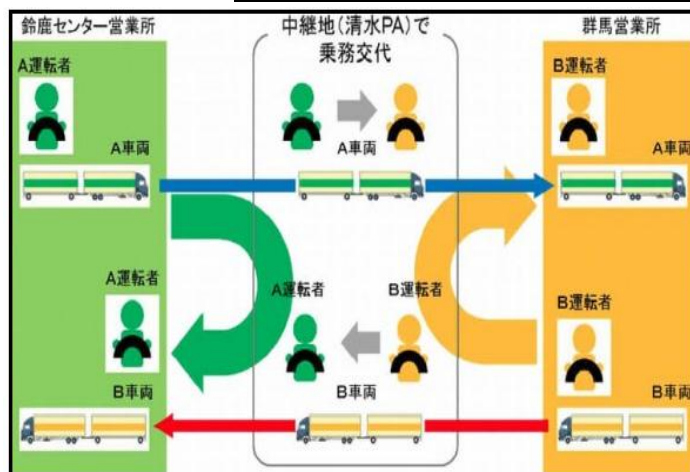 鈴鹿センター営業所
中継地(清水PA)で
乗務交代
群馬営業所
A運転者
B運転者
A車両
A車両
A車両
A運転者
A運転者
B運転者
B運転者
B車両
B車両
B車両